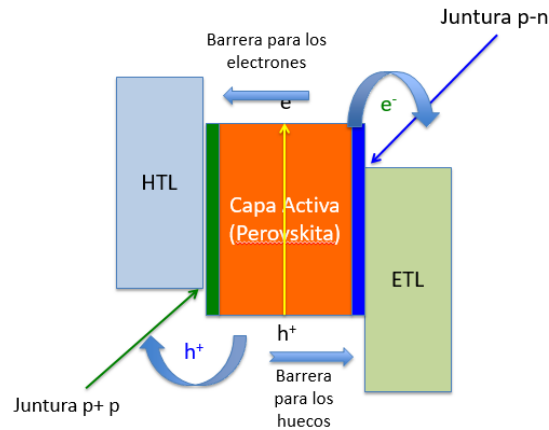 Juntura p-n
Barrera para los
electrones
e
e-
HTL
Capa Activa
(Perovskita)
ETL
h+
h+
Barrera
para los
huecos
Juntura p+ p